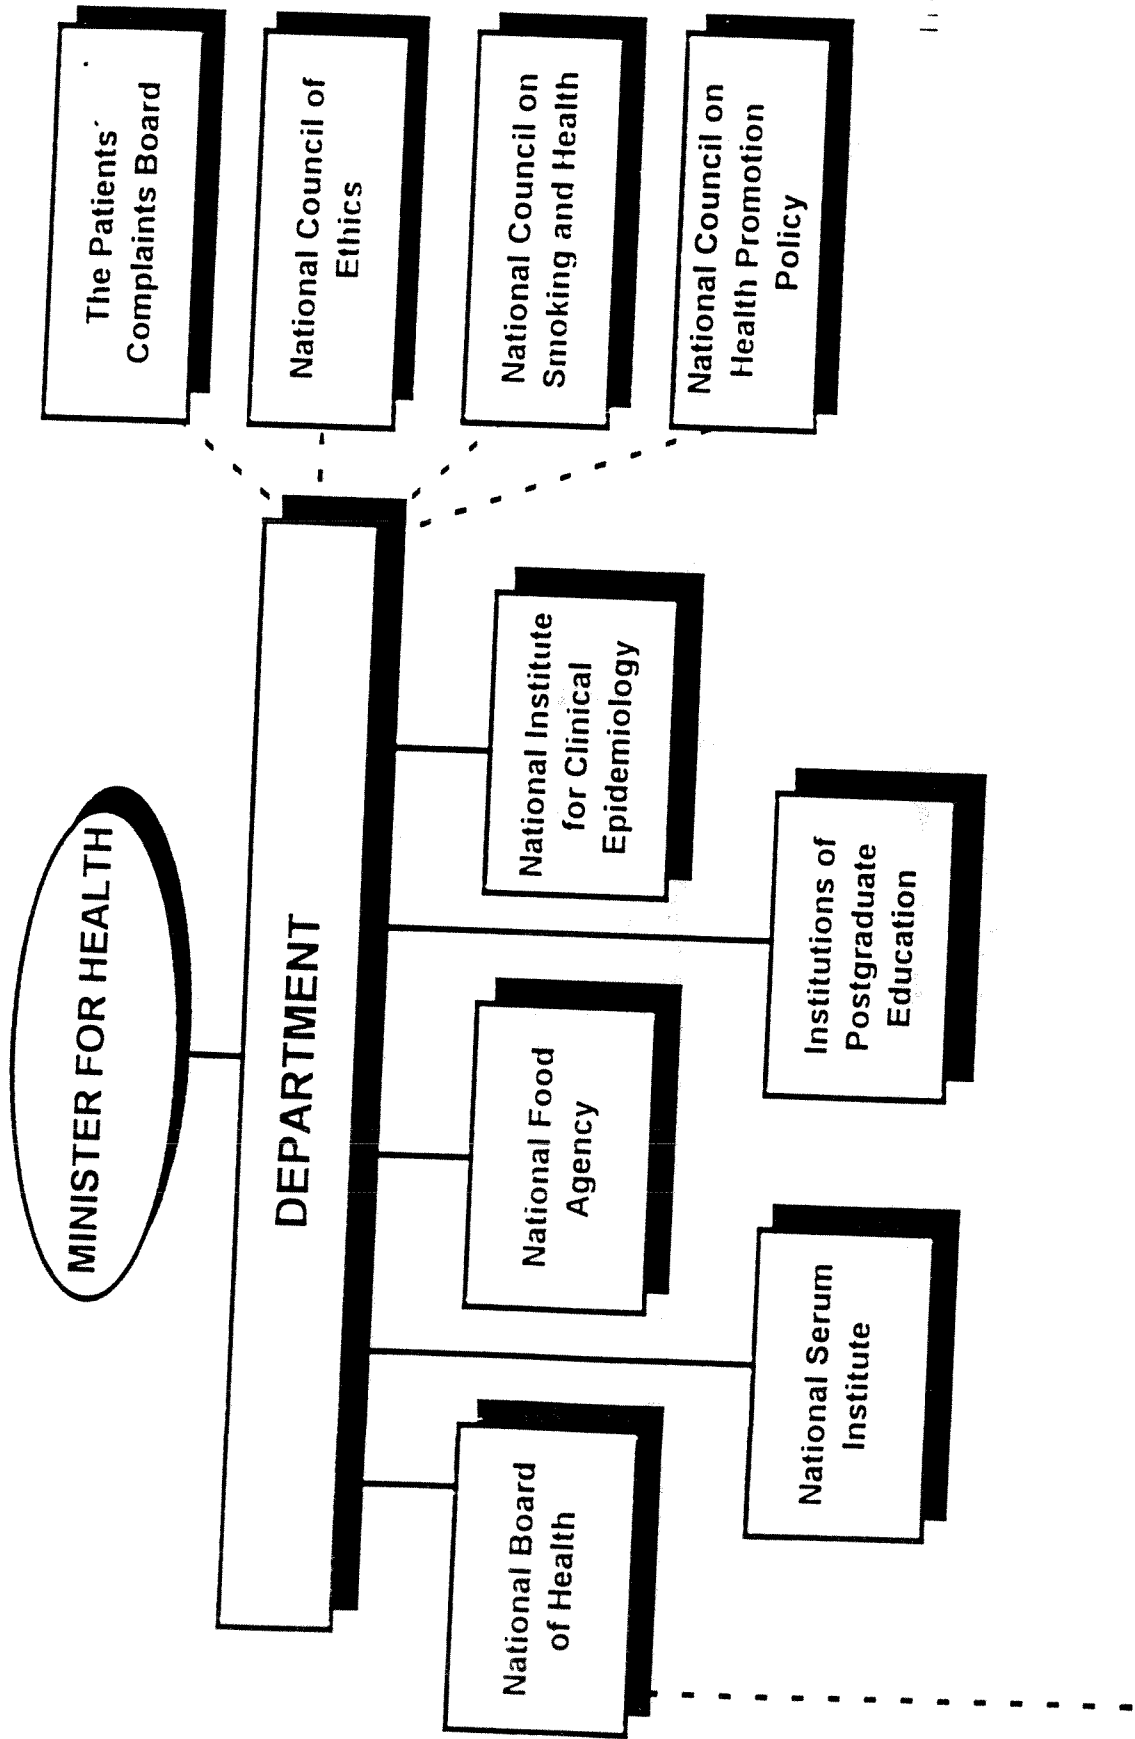 MINISTER FOR HEALTH
DEPARTMENT
The Patients´
Complaints Board
National Council of
Ethics
National Council on
Smoking and Health
National Council on
Health Promotion
Policy
National Board
of Health
National Food
Agency
National Institute
for Clinical
Epidemiology
National Serum
Institute
Institutions of
Postgraduate
Education